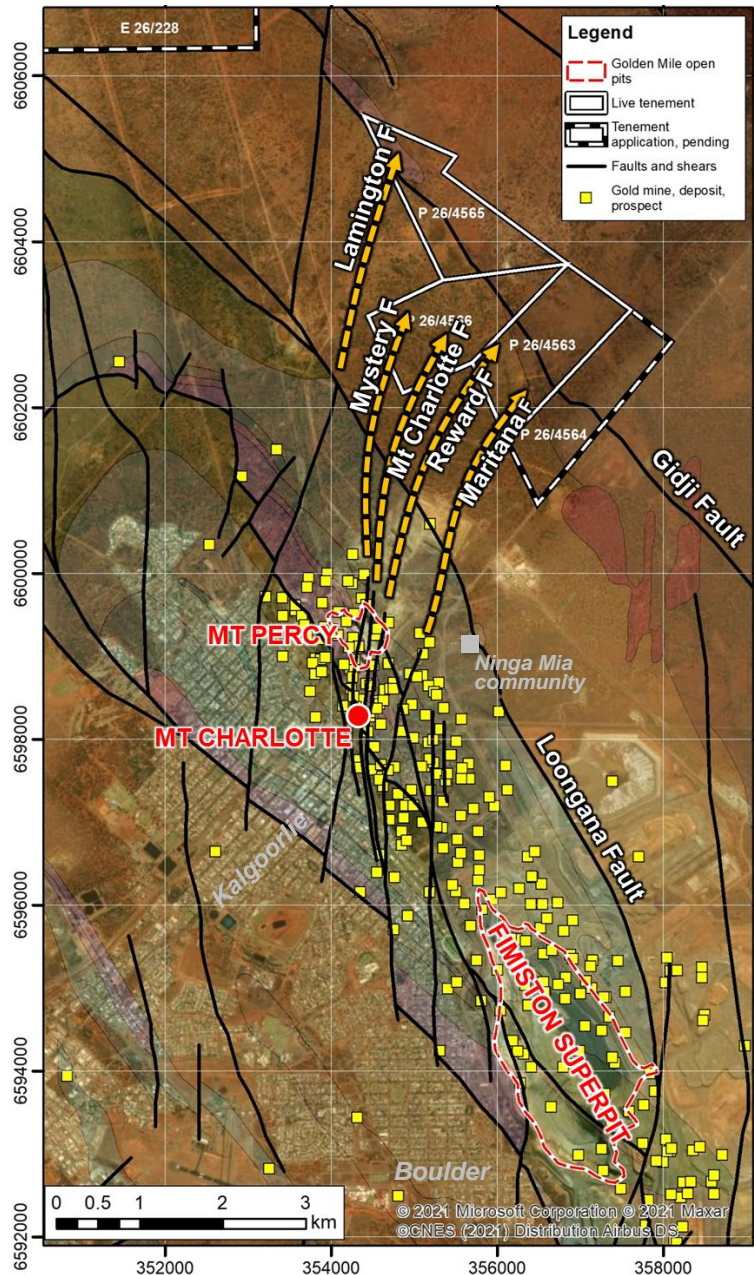 E 26/228
Legend
Golden Mile open
pits
Live tenement
Tenement
application, pending
Faults and shears
Gold mine, deposit,
prospect
6606000
6604000
6602000
6600000
6598000
6596000
6594000
6592000
Lamington F
P 26/4565
Mystery F
P 26/4566
Mt Charlotte F
P 26/4563
Reward F
Maritana F
P 26/4564
Gidji Fault
MT PERCY
Ninga Mia
community
MT CHARLOTTE
Loongana Fault
Kalgoorlie
FIMISTON SUPERPIT
Boulder
0 0.5 1 2 3
km
© 2021 Microsoft Corporation © 2021 Maxar
©CNES (2021) Distribution Airbus DS
352000 354000 356000 358000